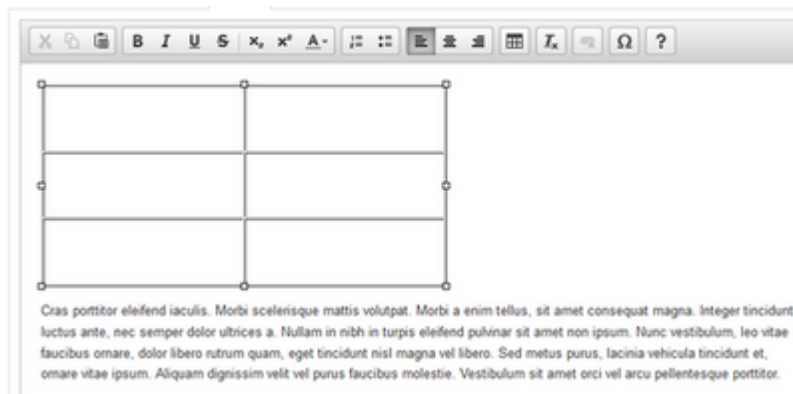 B I U S x₂ x² A Iₓ Ω ?
Cras porttitor eleifend iaculis. Morbi scelerisque mattis volutpat. Morbi a enim tellus, sit amet consequat magna. Integer tincidunt
luctus ante, nec semper dolor ultrices a. Nullam in nibh in turpis eleifend pulvinar sit amet non ipsum. Nunc vestibulum, leo vitae
faucibus ornare, dolor libero rutrum quam, eget tincidunt nisl magna vel libero. Sed metus purus, lacinia vehicula tincidunt et,
ornare vitae ipsum. Aliquam dignissim velit vel purus faucibus molestie. Vestibulum sit amet orci vel arcu pellentesque porttitor.